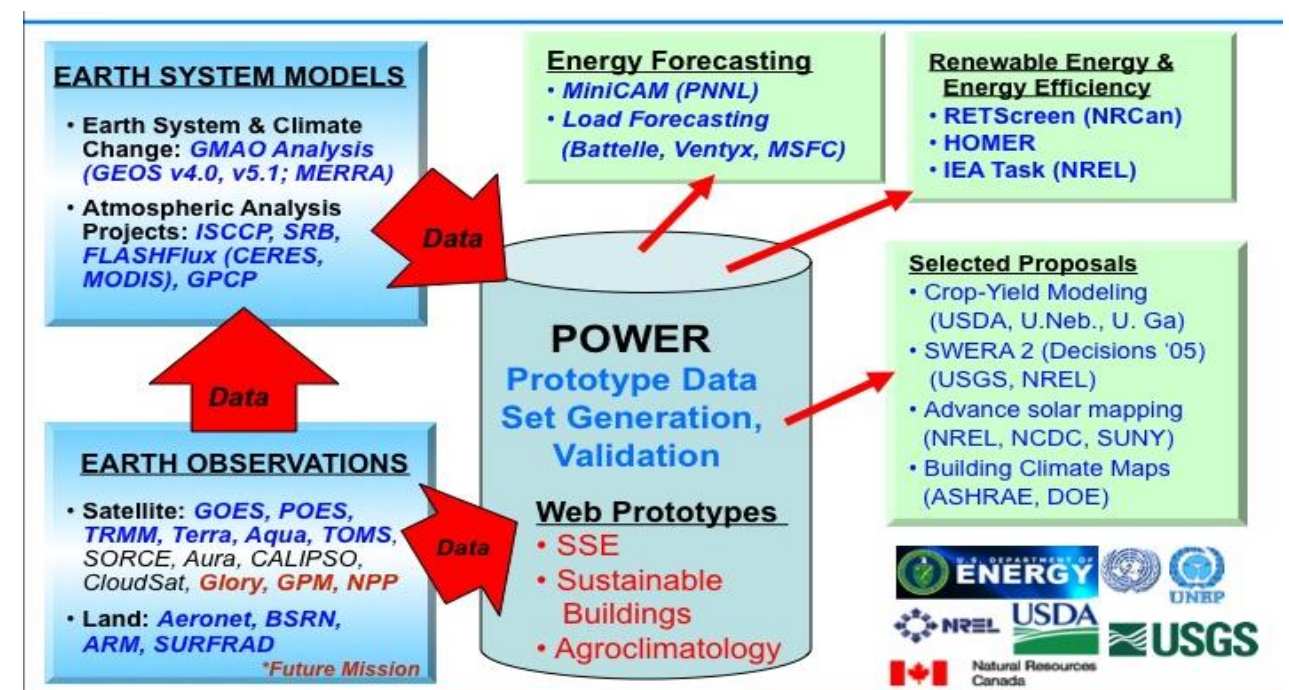 EARTH SYSTEM MODELS
• Earth System & Climate
Change: GMAO Analysis
(GEOS v4.0, v5.1; MERRA)
• Atmospheric Analysis
Projects: ISCCP, SRB,
FLASHFlux (CERES,
MODIS), GPCP
Data
Data
EARTH OBSERVATIONS
• Satellite: GOES, POES,
TRMM, Terra, Aqua, TOMS,
SORCE, Aura, CALIPSO,
CloudSat, Glory, GPM, NPP
• Land: Aeronet, BSRN,
ARM, SURFRAD
*Future Mission
Data
POWER
Prototype Data
Set Generation,
Validation
Web Prototypes
• SSE
• Sustainable
Buildings
• Agroclimatology
Energy Forecasting
• MiniCAM (PNNL)
• Load Forecasting
(Battelle, Ventyx, MSFC)
Renewable Energy &
Energy Efficiency
• RETScreen (NRCan)
• HOMER
• IEA Task (NREL)
Selected Proposals
• Crop-Yield Modeling
(USDA, U.Neb., U. Ga)
• SWERA 2 (Decisions '05)
(USGS, NREL)
• Advance solar mapping
(NREL, NCDC, SUNY)
• Building Climate Maps
(ASHRAE, DOE)
U.S. DEPARTMENT OF
ENERGY
UNEP
NREL
USDA
USGS
Natural Resources
Canada